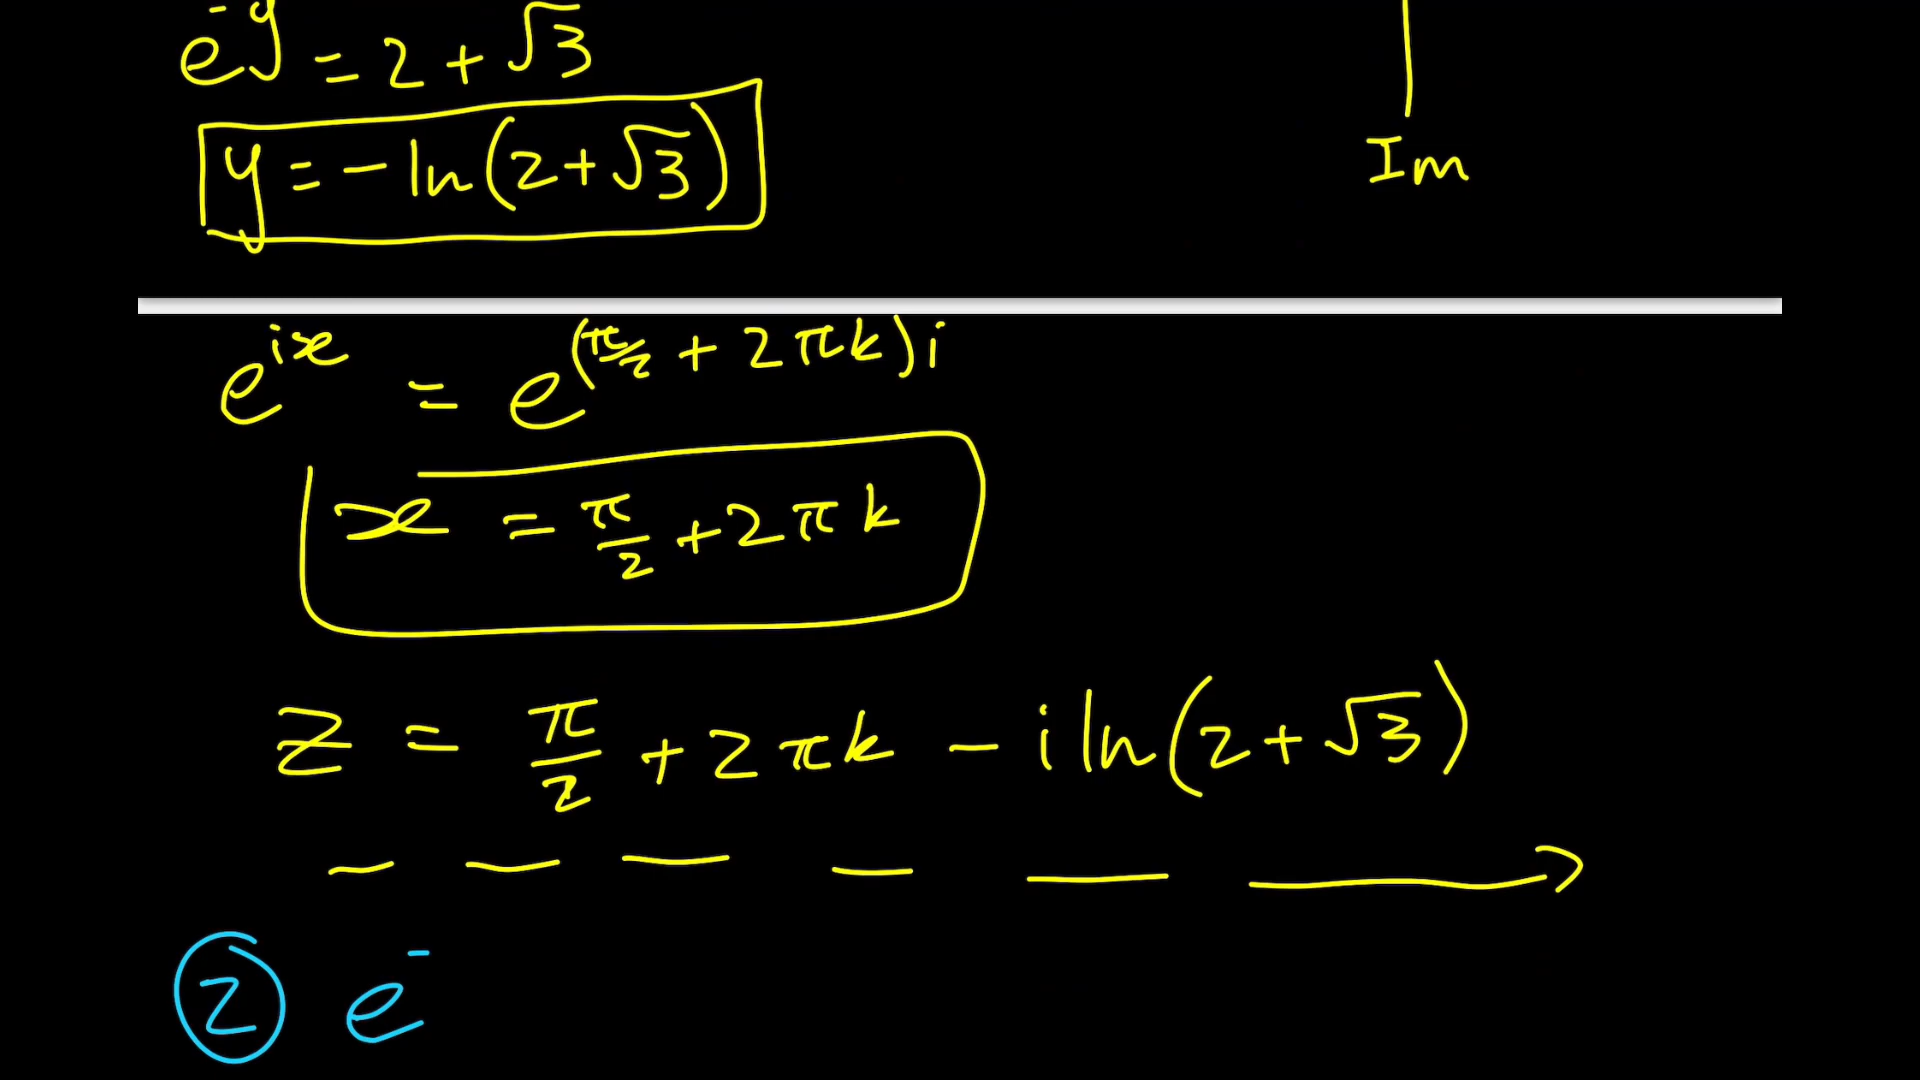 e^{-y} = 2 + √3
y = -ln(2+√3)
Im
e^{ix} = e^{(π/2 + 2πk)i}
x = π/2 + 2πk
z = π/2 + 2πk - i ln(2+√3)
② e^{-}